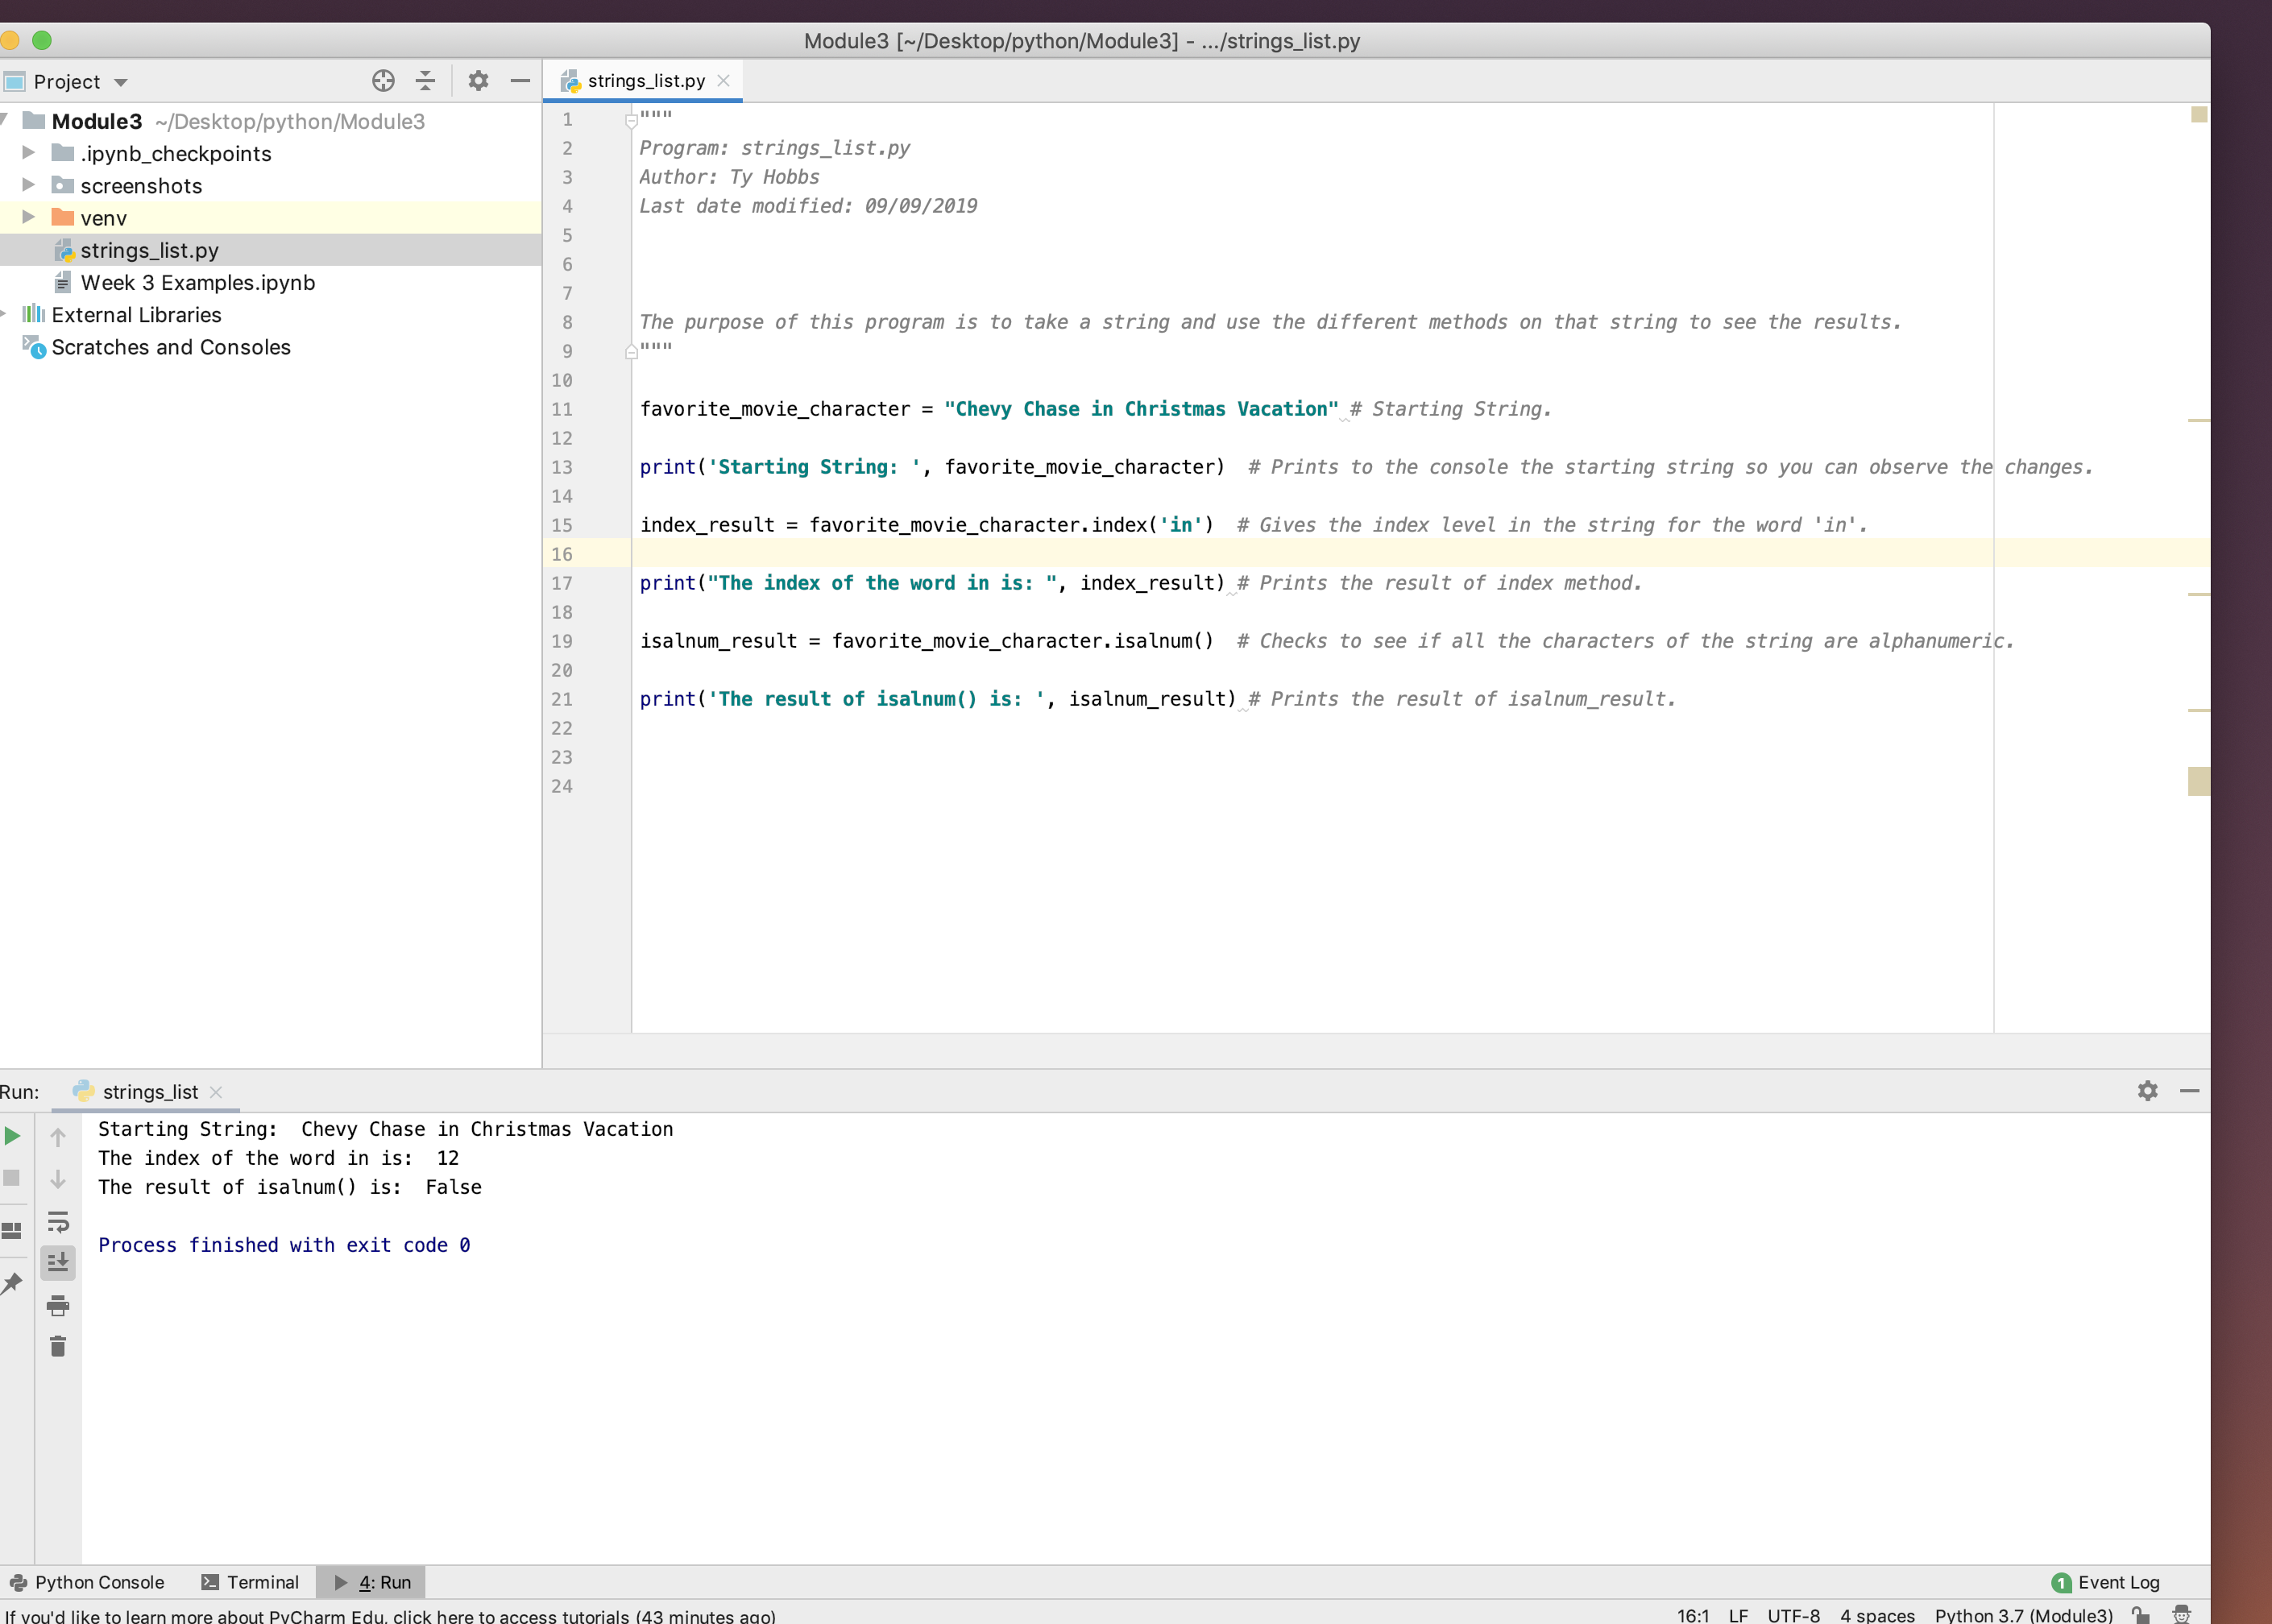 Module3 [~/Desktop/python/Module3] - .../strings_list.py
Project
strings_list.py
Module3 ~/Desktop/python/Module3
.ipynb_checkpoints
screenshots
venv
strings_list.py
Week 3 Examples.ipynb
External Libraries
Scratches and Consoles
1 """
2 Program: strings_list.py
3 Author: Ty Hobbs
4 Last date modified: 09/09/2019
5
6
7
8 The purpose of this program is to take a string and use the different methods on that string to see the results.
9 """
10
11 favorite_movie_character = "Chevy Chase in Christmas Vacation" # Starting String.
12
13 print('Starting String: ', favorite_movie_character)  # Prints to the console the starting string so you can observe the changes.
14
15 index_result = favorite_movie_character.index('in')  # Gives the index level in the string for the word 'in'.
16
17 print("The index of the word in is: ", index_result) # Prints the result of index method.
18
19 isalnum_result = favorite_movie_character.isalnum()  # Checks to see if all the characters of the string are alphanumeric.
20
21 print('The result of isalnum() is: ', isalnum_result) # Prints the result of isalnum_result.
22
23
24
Run: strings_list
Starting String:  Chevy Chase in Christmas Vacation
The index of the word in is:  12
The result of isalnum() is:  False
Process finished with exit code 0
Python Console Terminal 4: Run 1 Event Log
If you'd like to learn more about PyCharm Edu, click here to access tutorials (43 minutes ago) 16:1 LF UTF-8 4 spaces Python 3.7 (Module3)